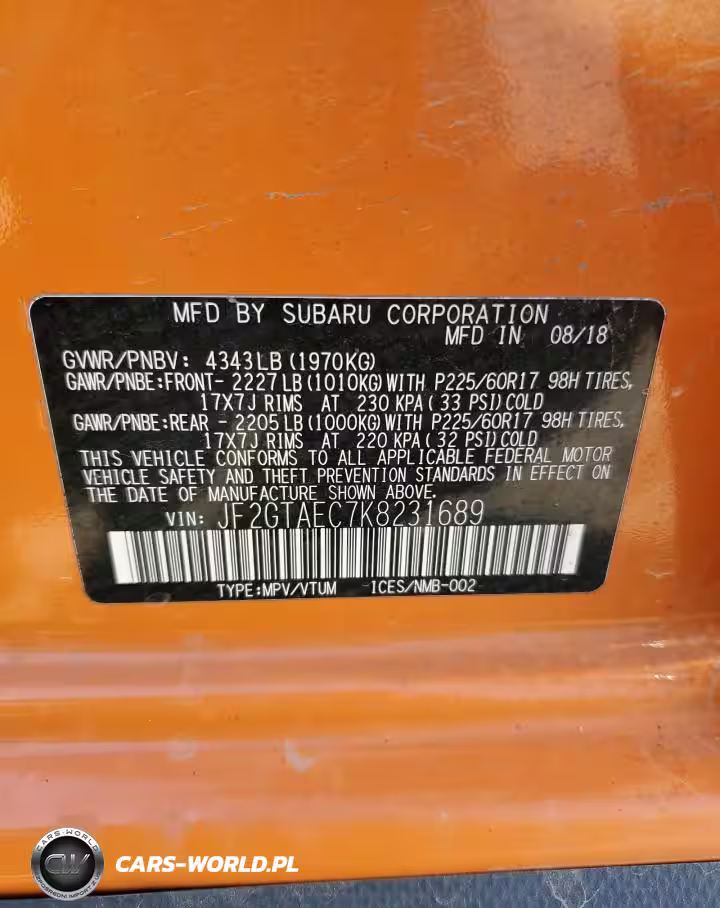 MFD BY SUBARU CORPORATION
MFD IN 08/18
GVWR/PNBV: 4343LB (1970KG)
GAWR/PNBE:FRONT- 2227LB (1010KG) WITH P225/60R17 98H TIRES,
17X7J RIMS AT 230 KPA( 33 PSI) COLD
GAWR/PNBE:REAR - 2205LB (1000KG) WITH P225/60R17 98H TIRES,
17X7J RIMS AT 220 KPA( 32 PSI) COLD
THIS VEHICLE CONFORMS TO ALL APPLICABLE FEDERAL MOTOR
VEHICLE SAFETY AND THEFT PREVENTION STANDARDS IN EFFECT ON
THE DATE OF MANUFACTURE SHOWN ABOVE.
VIN: JF2GTAEC7K8231689
TYPE:MPV/VTUM ICES/NMB-002
CARS-WORLD
CW
CARS-WORLD.PL